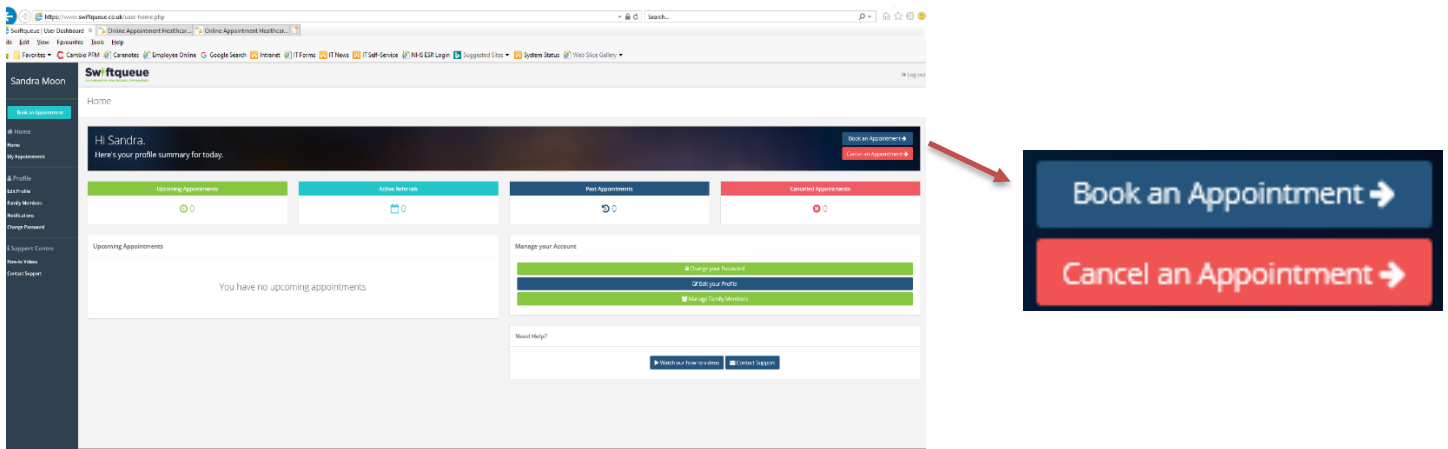 https://www.swiftqueue.co.uk/user-home.php
Search...
Swiftqueue | User Dashboard
Online Appointment Healthcar...
Online Appointment Healthcar...
Edit View Favourites Tools Help
Favorites Cambio PFM Carenotes Employee Online Google Search Intranet IT Forms IT News IT Self-Service NHS ESR Login Suggested Sites System Status Web Slice Gallery
Sandra Moon
Swiftqueue
Log out
Book an Appointment
Home
Home
Home
My Appointments
Profile
Edit Profile
Family Members
Notifications
Change Password
Support Centre
How-to Videos
Contact Support
Hi Sandra.
Here's your profile summary for today.
Book an Appointment
Cancel an Appointment
Upcoming Appointments
0
Active Referrals
0
Past Appointments
0
Cancelled Appointments
0
Upcoming Appointments
You have no upcoming appointments
Manage your Account
Change your Password
Edit your Profile
Manage Family Members
Need Help?
Watch our how-to videos
Contact Support
Book an Appointment
Cancel an Appointment